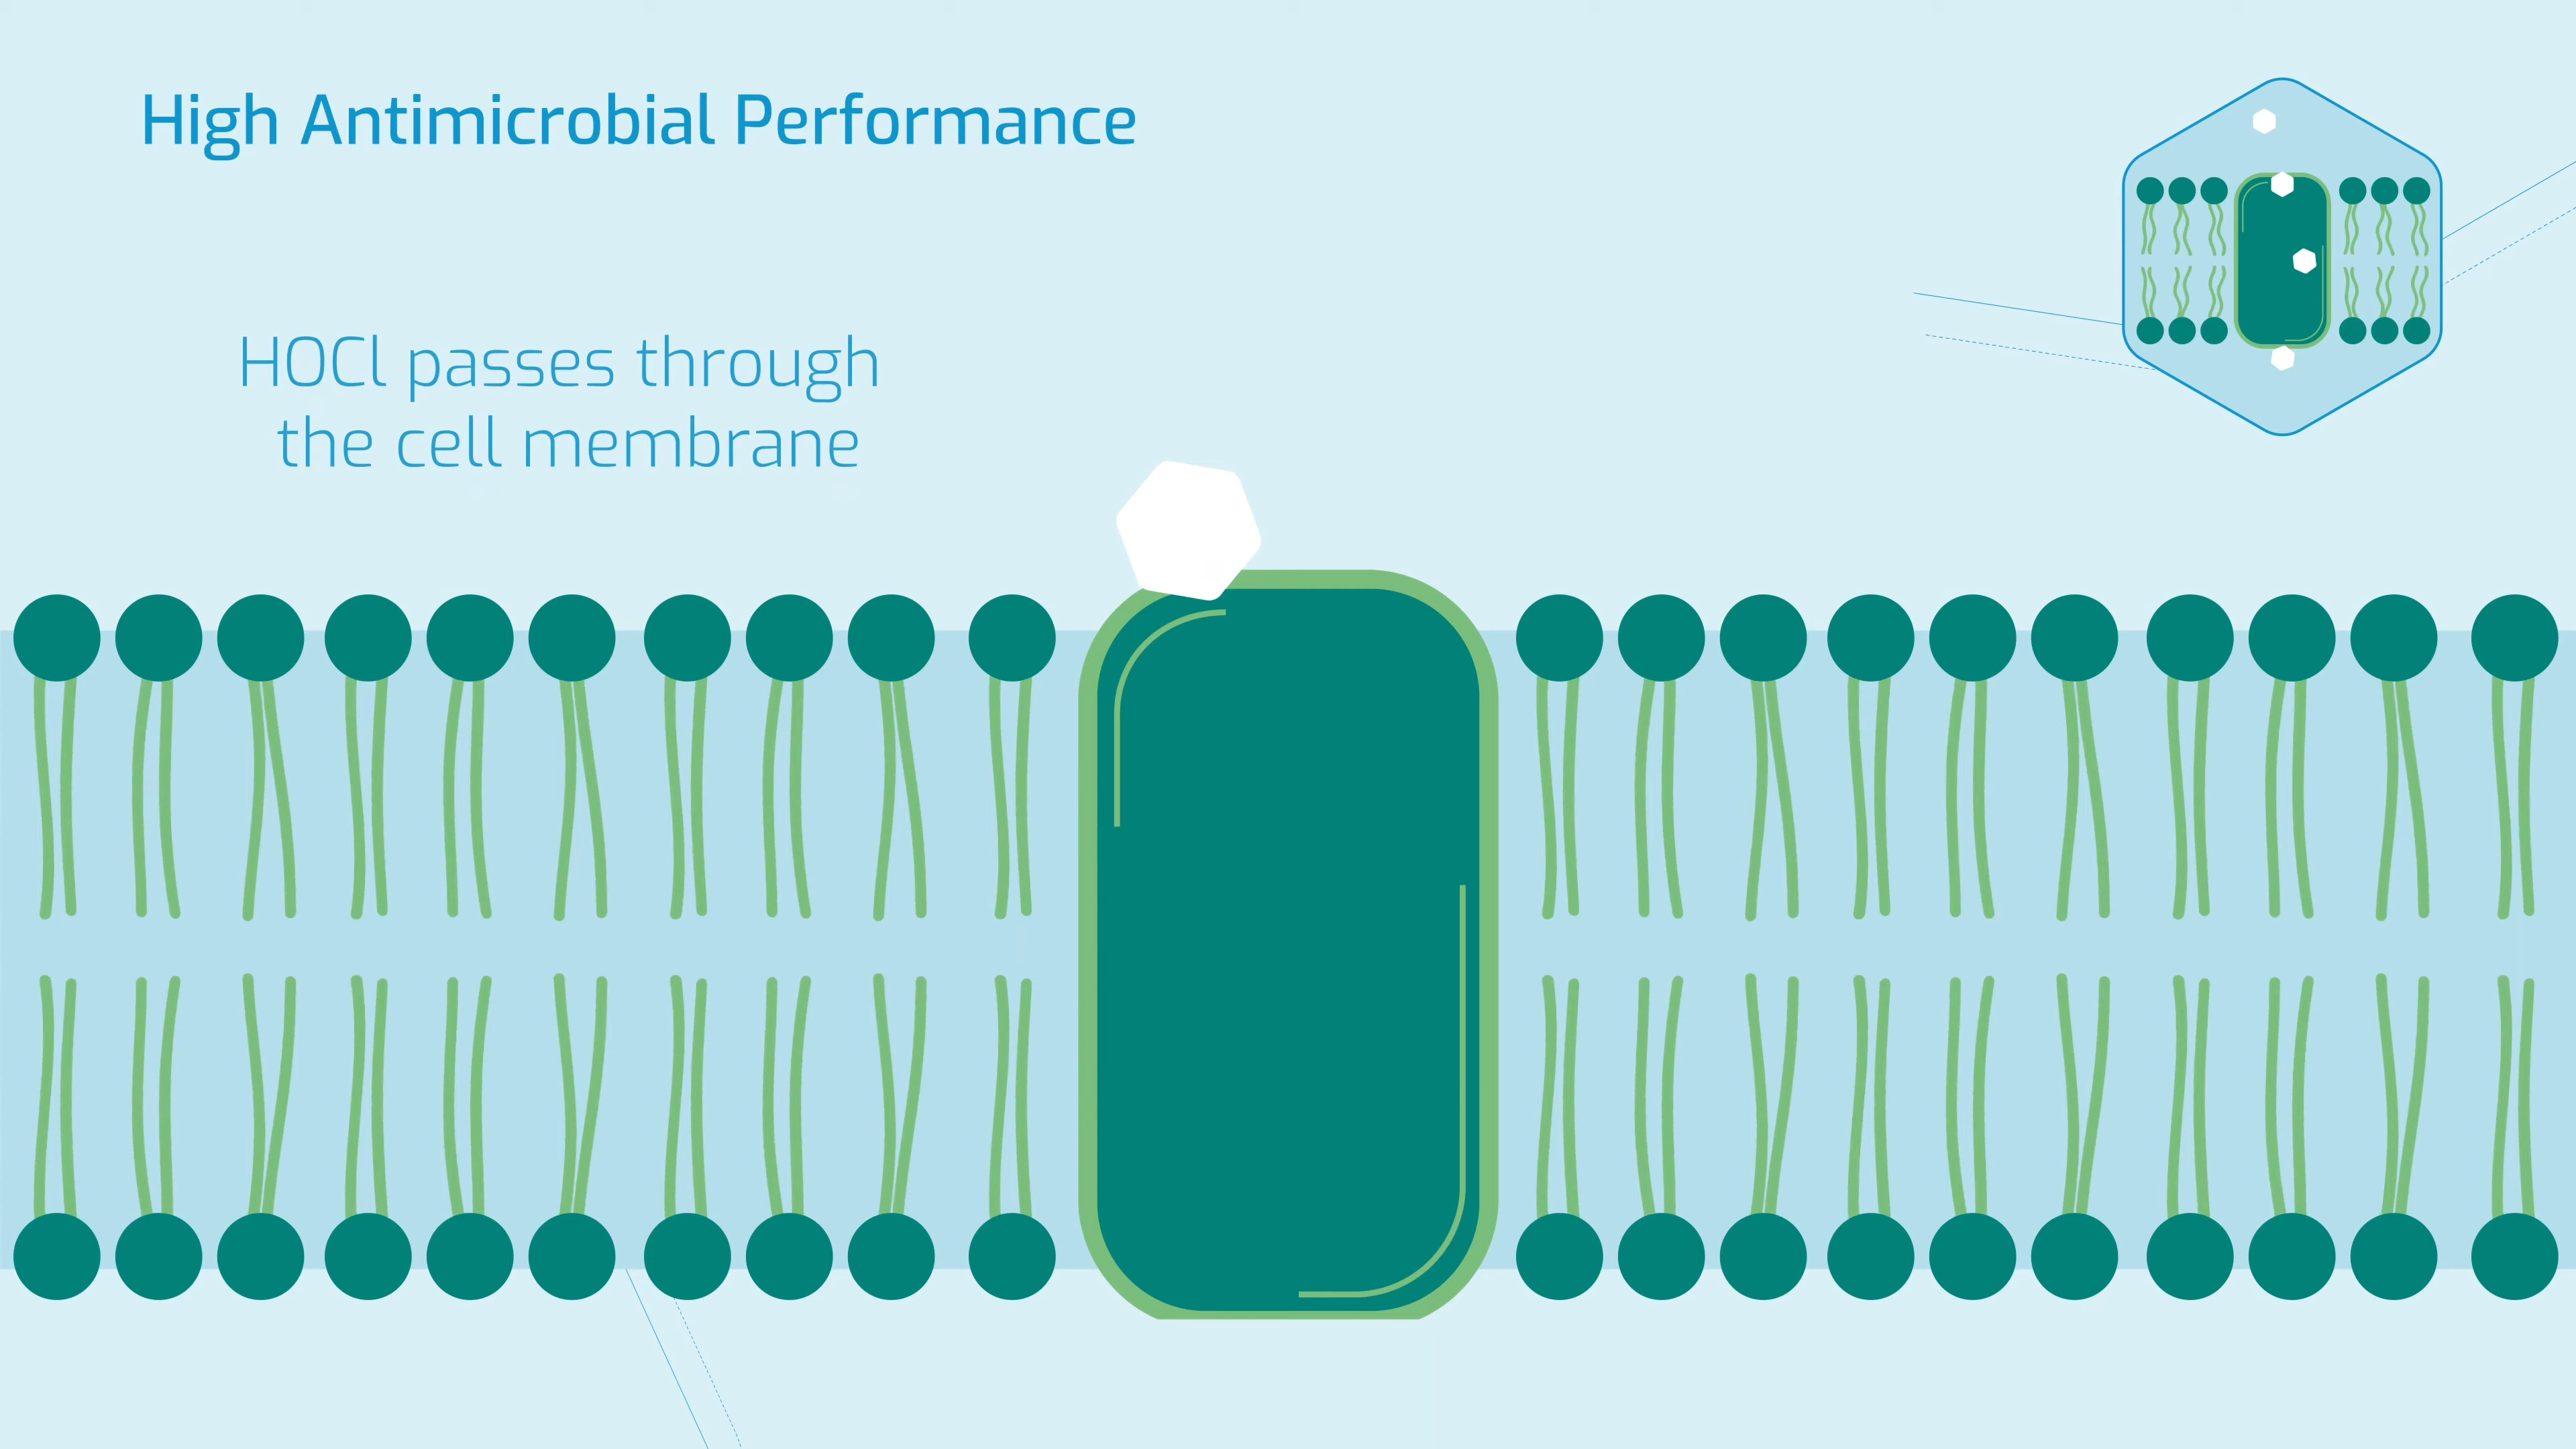 High Antimicrobial Performance
HOCl passes through
the cell membrane